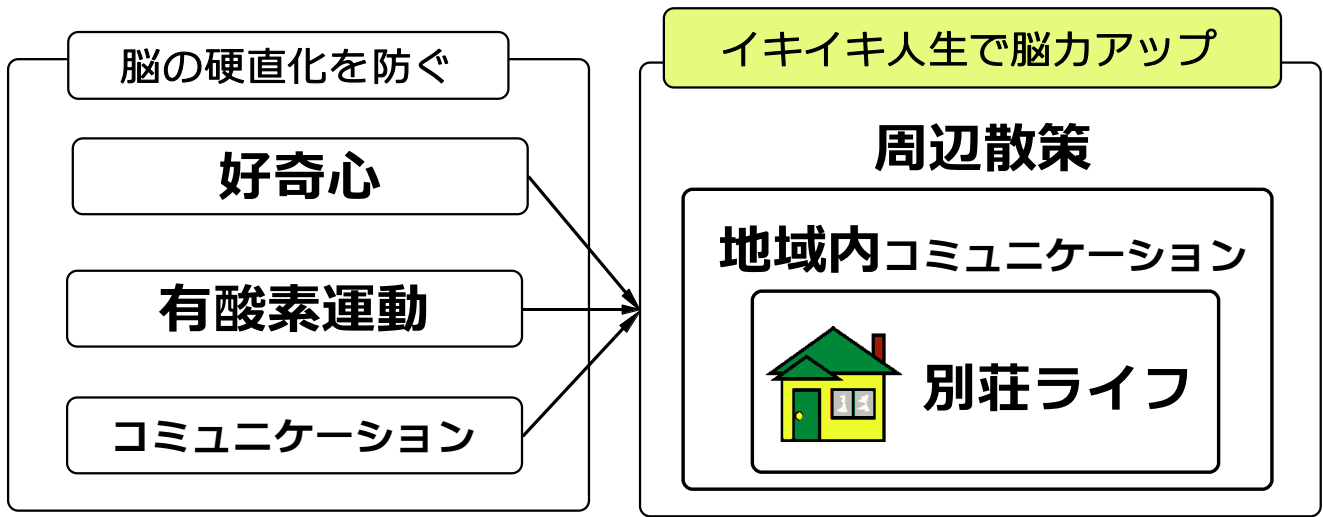 脳の硬直化を防ぐ
好奇心
有酸素運動
コミュニケーション
イキイキ人生で脳力アップ
周辺散策
地域内コミュニケーション
別荘ライフ